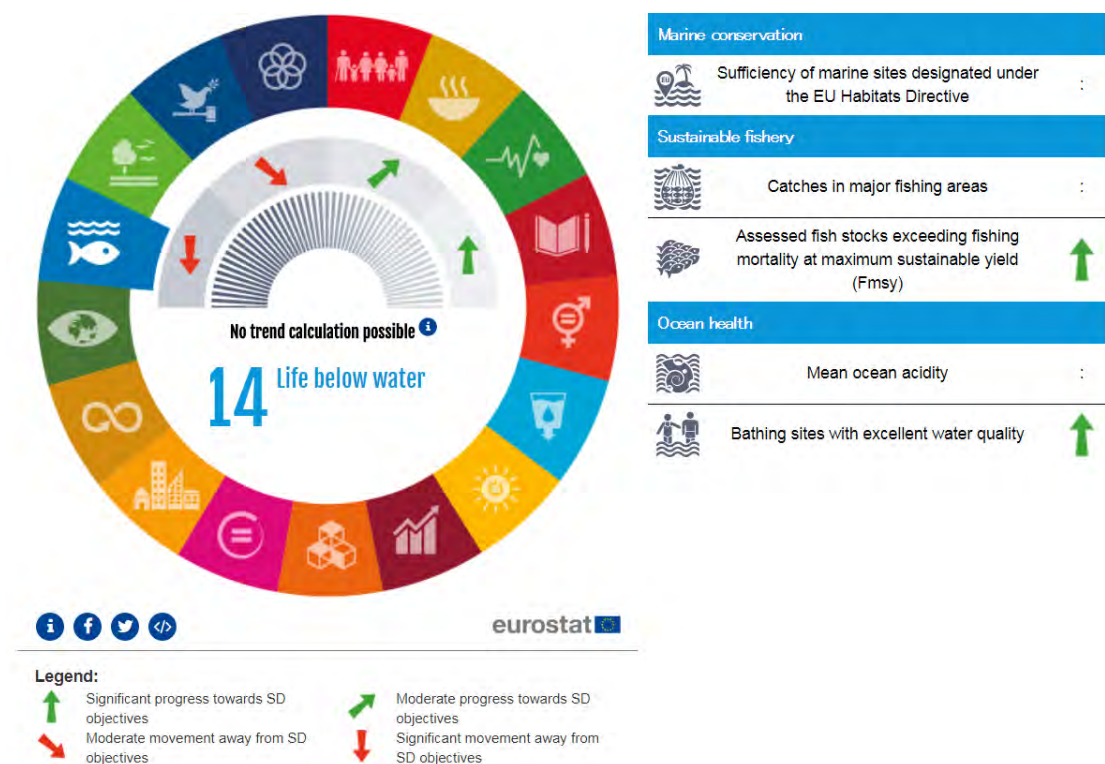 No trend calculation possible i
14 Life below water
Marine conservation
Sufficiency of marine sites designated under
the EU Habitats Directive
:
Sustainable fishery
Catches in major fishing areas
:
Assessed fish stocks exceeding fishing
mortality at maximum sustainable yield
(Fmsy)
Ocean health
Mean ocean acidity
:
Bathing sites with excellent water quality
eurostat
Legend:
Significant progress towards SD
objectives
Moderate progress towards SD
objectives
Moderate movement away from SD
objectives
Significant movement away from
SD objectives